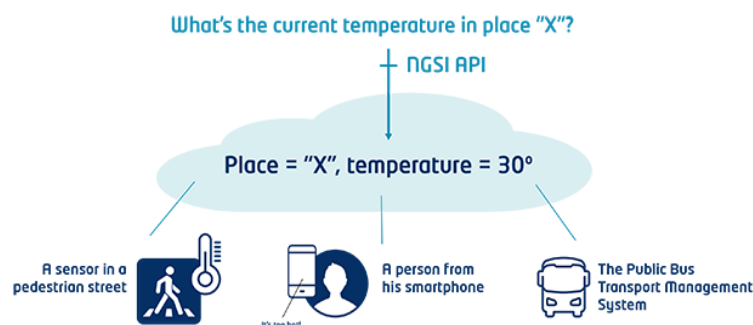 What's the current temperature in place "X"?
NGSI API
Place = "X", temperature = 30º
A sensor in a
pedestrian street
A person from
his smartphone
The Public Bus
Transport Management
System